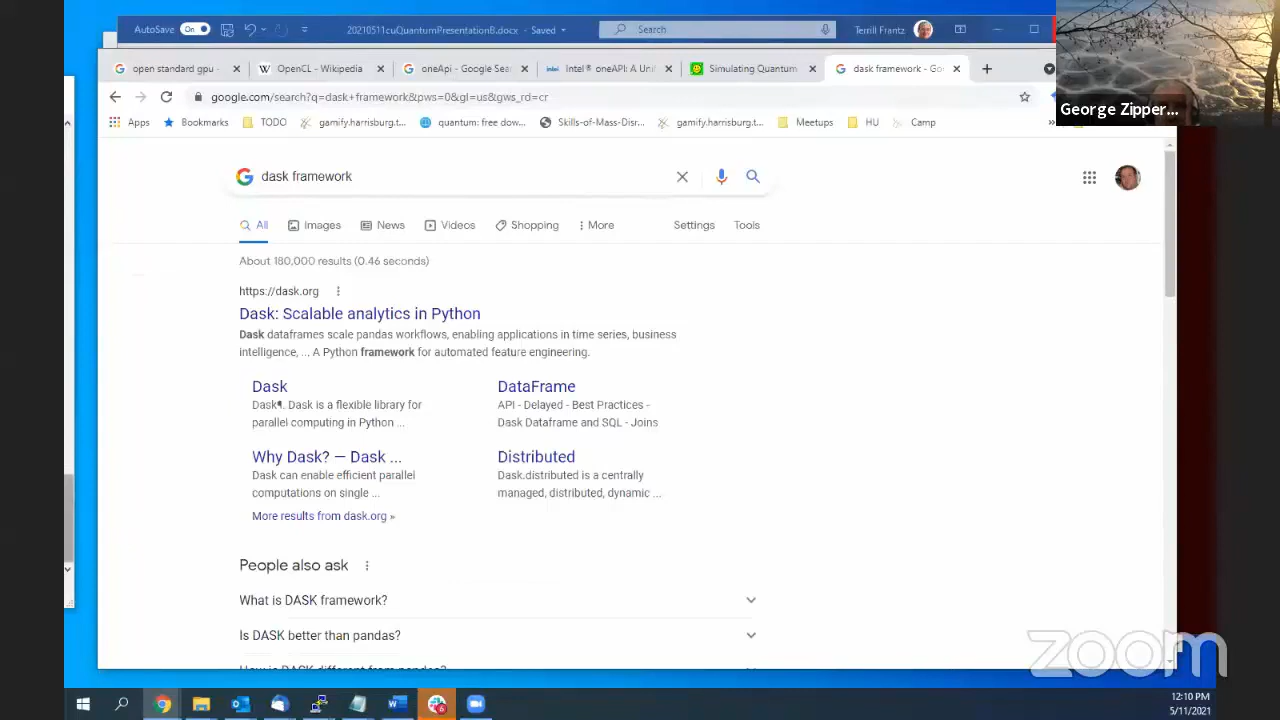 AutoSave On 20210511cuQuantumPresentationB.docx - Saved Search Terrill Frantz
open standard gpu - OpenCL - Wikiped oneApi - Google Sea Intel® oneAPI: A Unif Simulating Quantum dask framework - Go
google.com/search?q=dask+framework&pws=0&gl=us&gws_rd=cr
Apps Bookmarks TODO gamify.harrisburg.t... quantum: free dow... Skills-of-Mass-Disr... gamify.harrisburg.t... Meetups HU Camp »
George Zipper...
dask framework
All Images News Videos Shopping More Settings Tools
About 180,000 results (0.46 seconds)
https://dask.org
Dask: Scalable analytics in Python
Dask dataframes scale pandas workflows, enabling applications in time series, business
intelligence, ... A Python framework for automated feature engineering.
Dask
Dask¶. Dask is a flexible library for
parallel computing in Python ...
DataFrame
API - Delayed - Best Practices -
Dask Dataframe and SQL - Joins
Why Dask? — Dask ...
Dask can enable efficient parallel
computations on single ...
Distributed
Dask.distributed is a centrally
managed, distributed, dynamic ...
More results from dask.org »
People also ask
What is DASK framework?
Is DASK better than pandas?
How is DASK different from pandas?
zoom
12:10 PM
5/11/2021